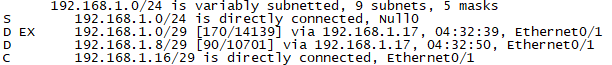 192.168.1.0/24 is variably subnetted, 9 subnets, 5 masks
S 192.168.1.0/24 is directly connected, Null0
D EX 192.168.1.0/29 [170/14139] via 192.168.1.17, 04:32:39, Ethernet0/1
D 192.168.1.8/29 [90/10701] via 192.168.1.17, 04:32:50, Ethernet0/1
C 192.168.1.16/29 is directly connected, Ethernet0/1